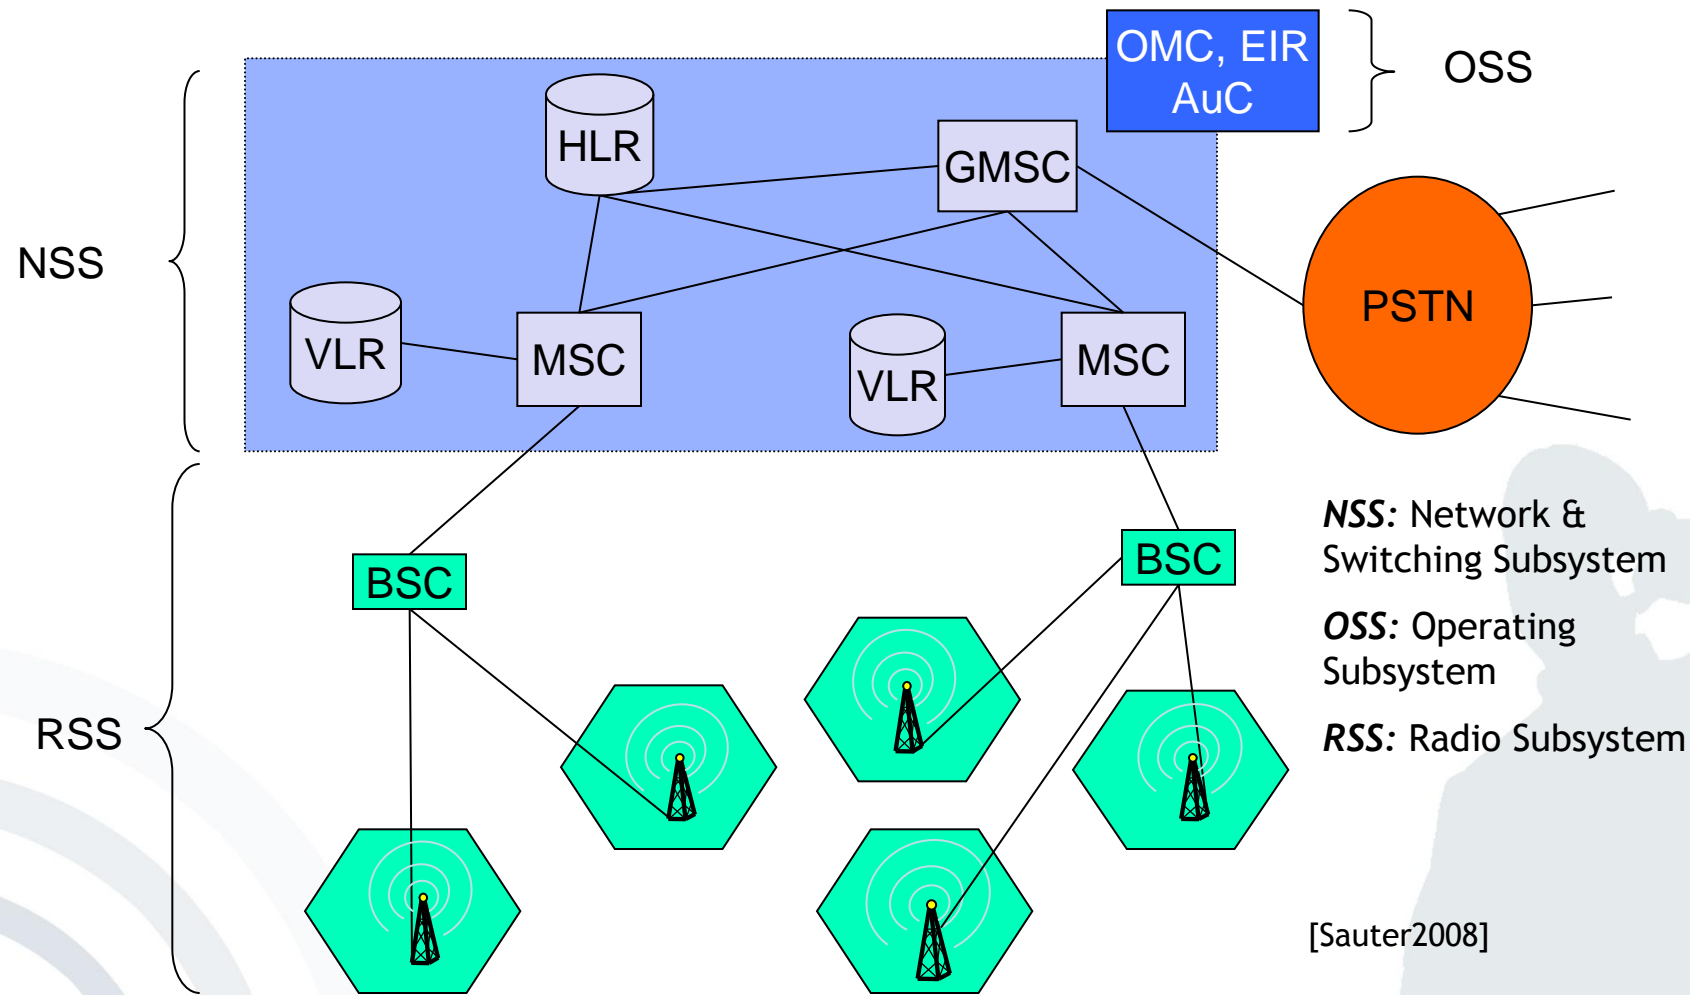 OMC, EIR
AuC
OSS
HLR
GMSC
NSS
PSTN
VLR
MSC
VLR
MSC
NSS: Network &
Switching Subsystem
BSC
BSC
OSS: Operating
Subsystem
RSS
RSS: Radio Subsystem
[Sauter2008]